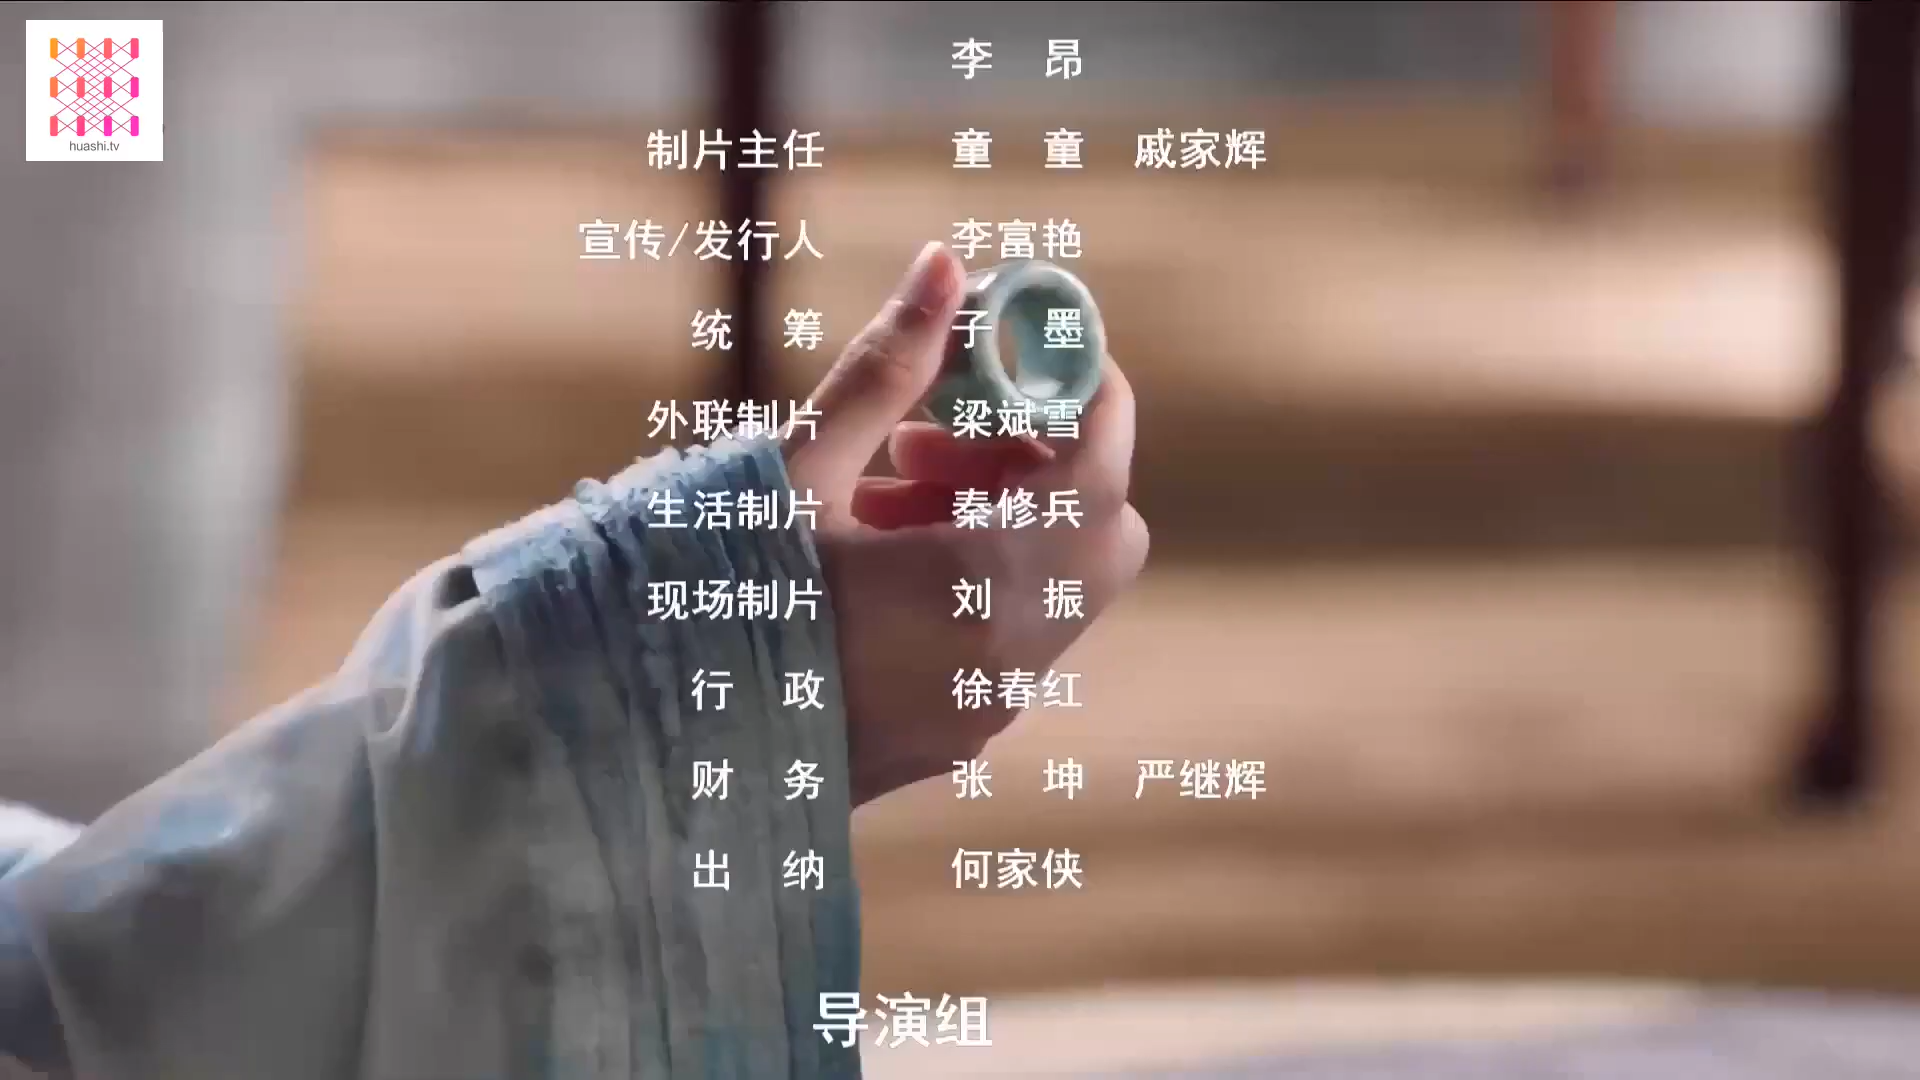 huashi.tv
李 昂
制片主任 童 童 戚家辉
宣传/发行人 李富艳
统 筹 子 墨
外联制片 梁斌雪
生活制片 秦修兵
现场制片 刘 振
行 政 徐春红
财 务 张 坤 严继辉
出 纳 何家侠
导演组